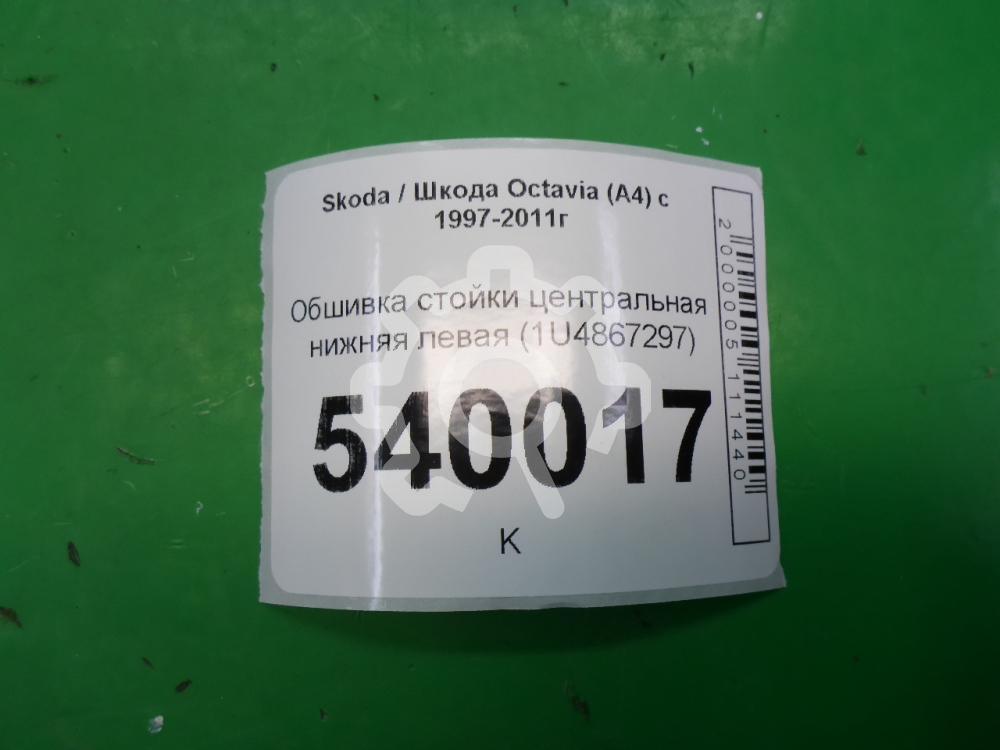 Skoda / Шкода Octavia (A4) с
1997-2011г
Обшивка стойки центральная
нижняя левая (1U4867297)
540017
К
2000005111440